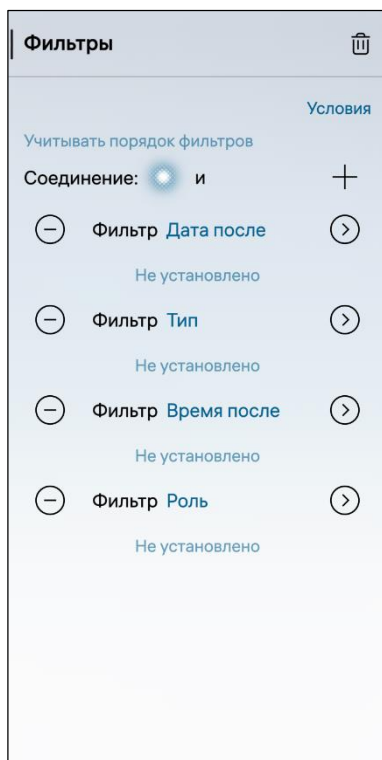 Фильтры
Условия
Учитывать порядок фильтров
Соединение: и
Фильтр Дата после
Не установлено
Фильтр Тип
Не установлено
Фильтр Время после
Не установлено
Фильтр Роль
Не установлено